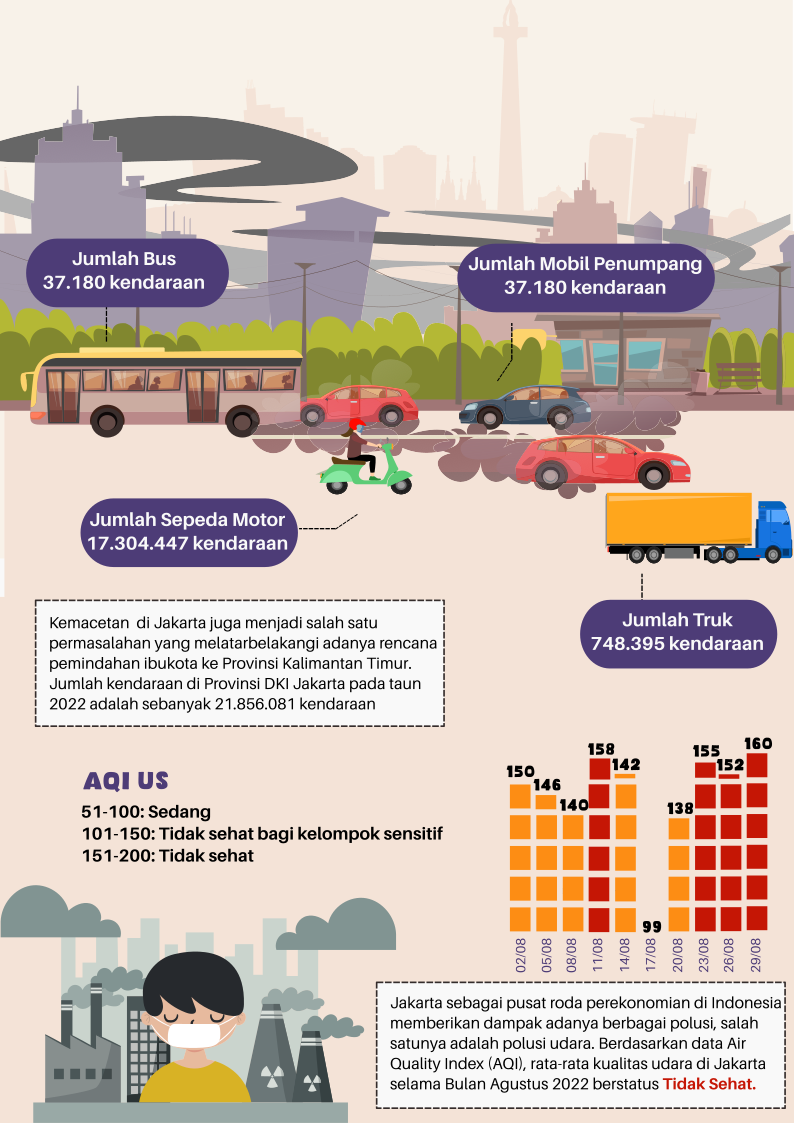 Jumlah Bus
37.180 kendaraan
Jumlah Mobil Penumpang
37.180 kendaraan
Jumlah Sepeda Motor
17.304.447 kendaraan
Jumlah Truk
748.395 kendaraan
Kemacetan di Jakarta juga menjadi salah satu
permasalahan yang melatarbelakangi adanya rencana
pemindahan ibukota ke Provinsi Kalimantan Timur.
Jumlah kendaraan di Provinsi DKI Jakarta pada taun
2022 adalah sebanyak 21.856.081 kendaraan
AQI US
51-100: Sedang
101-150: Tidak sehat bagi kelompok sensitif
151-200: Tidak sehat
150 146 140 158 142 99 138 155 152 160
02/08 05/08 08/08 11/08 14/08 17/08 20/08 23/08 26/08 29/08
Jakarta sebagai pusat roda perekonomian di Indonesia
memberikan dampak adanya berbagai polusi, salah
satunya adalah polusi udara. Berdasarkan data Air
Quality Index (AQI), rata-rata kualitas udara di Jakarta
selama Bulan Agustus 2022 berstatus Tidak Sehat.